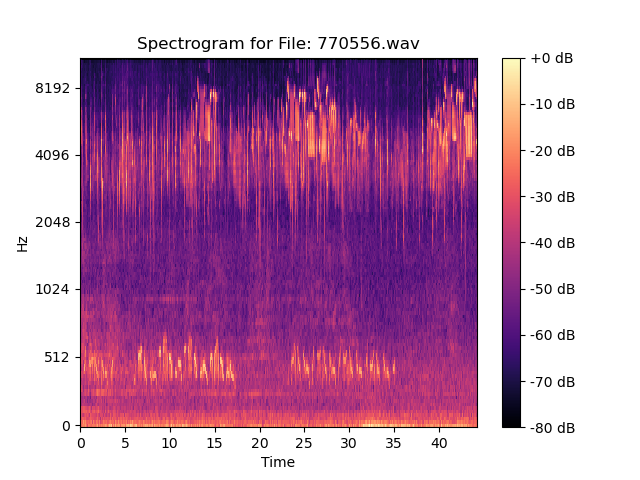 Spectrogram for File: 770556.wav
8192
4096
2048
1024
512
0
Hz
0 5 10 15 20 25 30 35 40
Time
+0 dB
-10 dB
-20 dB
-30 dB
-40 dB
-50 dB
-60 dB
-70 dB
-80 dB